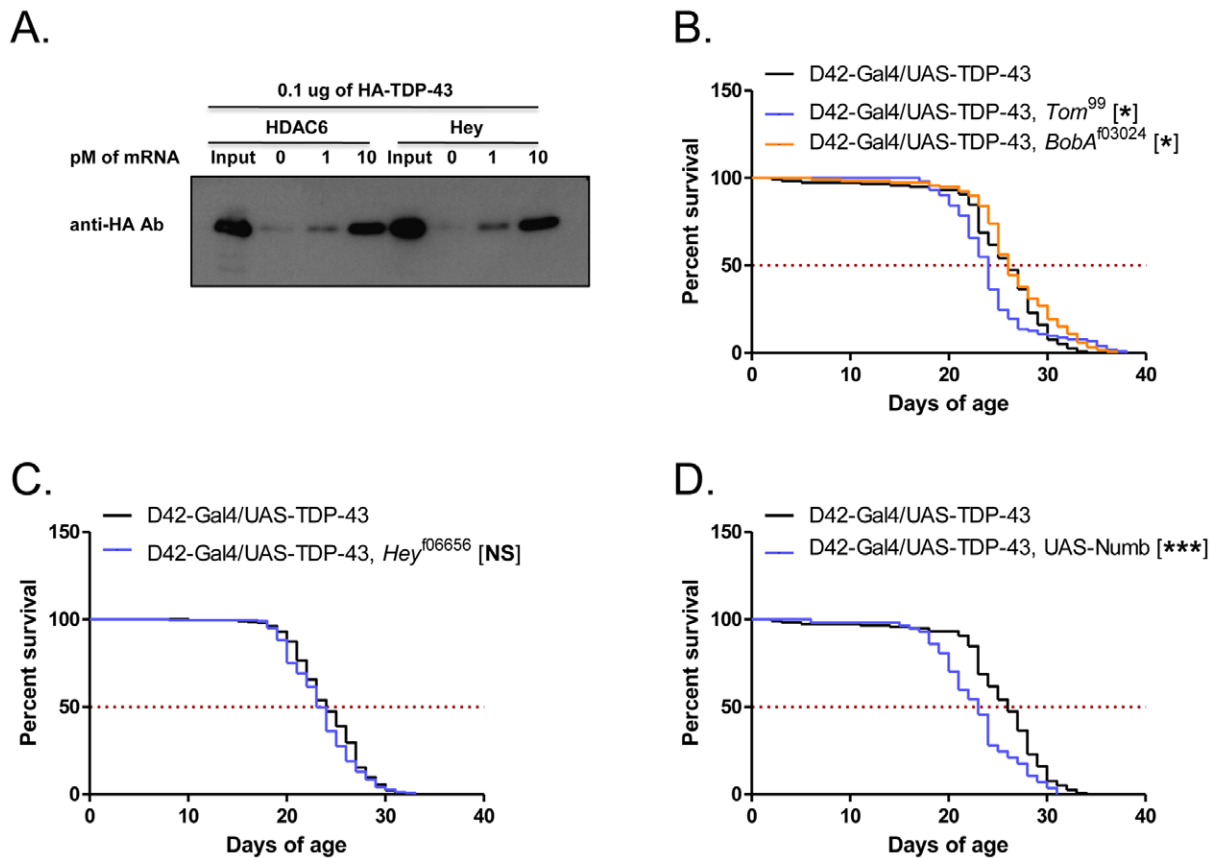 A.
0.1 ug of HA-TDP-43
HDAC6 Hey
pM of mRNA Input 0 1 10 Input 0 1 10
anti-HA Ab
B.
D42-Gal4/UAS-TDP-43
D42-Gal4/UAS-TDP-43, Tom99 [*]
D42-Gal4/UAS-TDP-43, BobAf03024 [*]
150
100
50
0
Percent survival
0 10 20 30 40
Days of age
C.
D42-Gal4/UAS-TDP-43
D42-Gal4/UAS-TDP-43, Heyf06656 [NS]
150
100
50
0
Percent survival
0 10 20 30 40
Days of age
D.
D42-Gal4/UAS-TDP-43
D42-Gal4/UAS-TDP-43, UAS-Numb [***]
150
100
50
0
Percent survival
0 10 20 30 40
Days of age